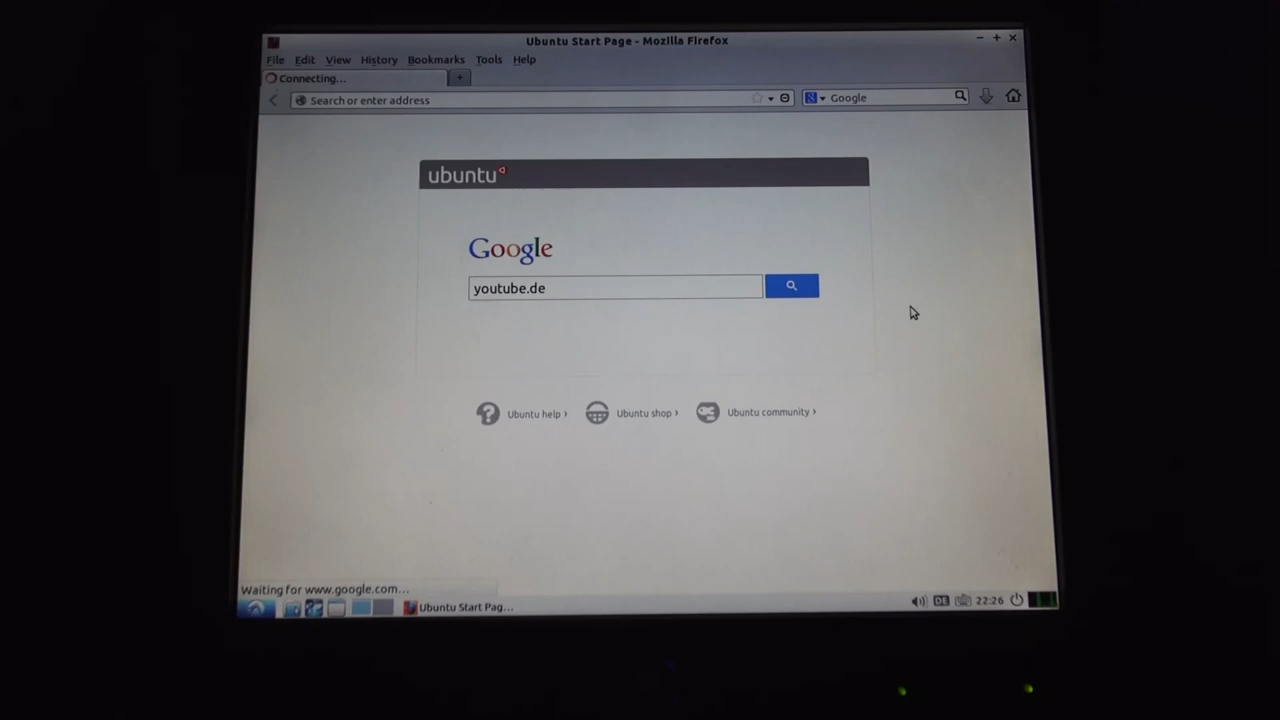 Ubuntu Start Page - Mozilla Firefox
File Edit View History Bookmarks Tools Help
Connecting... +
Search or enter address
8 Google
ubuntu
Google
youtube.de
Ubuntu help › Ubuntu shop › Ubuntu community ›
Waiting for www.google.com...
Ubuntu Start Pag... DE 22:26